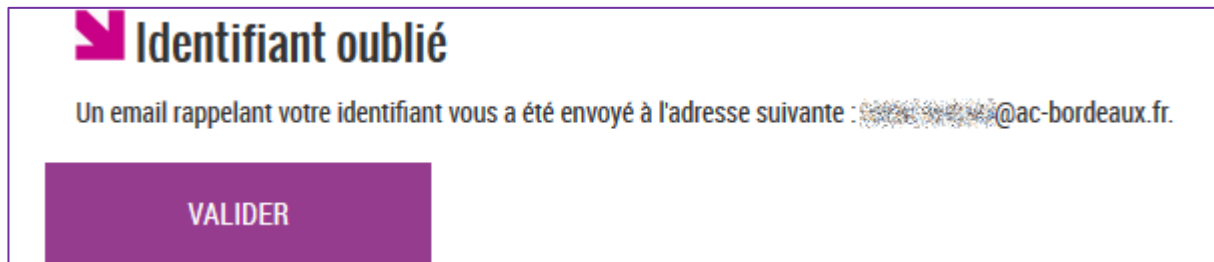 Identifiant oublié
Un email rappelant votre identifiant vous a été envoyé à l'adresse suivante : @ac-bordeaux.fr.
VALIDER